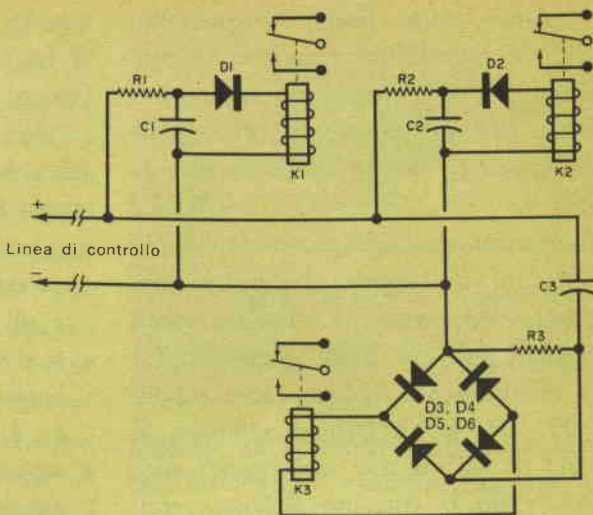 R1
D1
C1
K1
R2
D2
C2
K2
+
Linea di controllo
−
C3
R3
D3, D4
D5, D6
K3